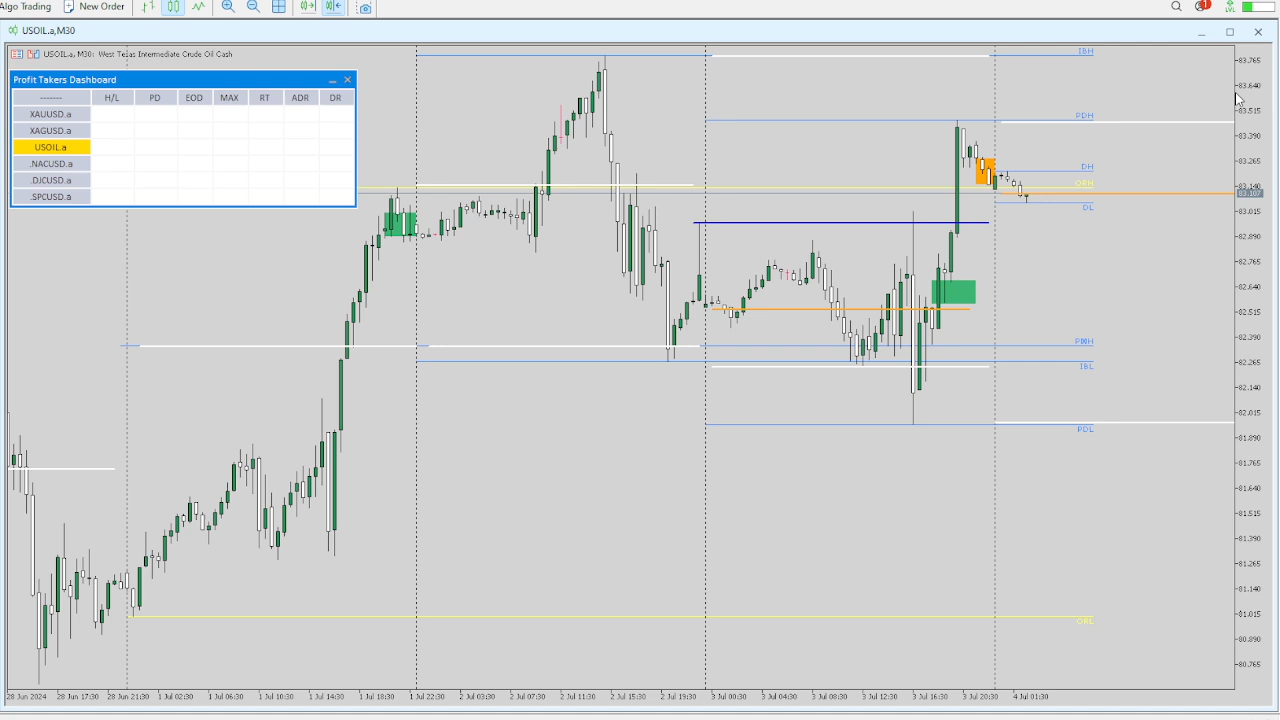 Algo Trading New Order
1
LVL
USOIL.a,M30
USOIL.a, M30: West Texas Intermediate Crude Oil Cash
Profit Takers Dashboard
------- H/L PD EOD MAX RT ADR DR
XAUUSD.a
XAGUSD.a
USOIL.a
.NACUSD.a
.DJCUSD.a
.SPCUSD.a
IBH
PDH
DH
ORH
DL
IBL
PDL
ORL
83.765
83.640
83.515
83.265
83.140
83.107
83.015
82.890
82.765
82.640
82.515
82.390
82.265
82.140
82.015
81.890
81.765
81.640
81.515
81.390
81.265
81.140
81.015
80.890
80.765
28 Jun 2024 28 Jun 17:30 28 Jun 21:30 1 Jul 02:30 1 Jul 06:30 1 Jul 10:30 1 Jul 14:30 1 Jul 18:30 1 Jul 22:30 2 Jul 03:30 2 Jul 07:30 2 Jul 11:30 2 Jul 15:30 2 Jul 19:30 3 Jul 00:30 3 Jul 04:30 3 Jul 08:30 3 Jul 12:30 3 Jul 16:30 3 Jul 20:30 4 Jul 01:30